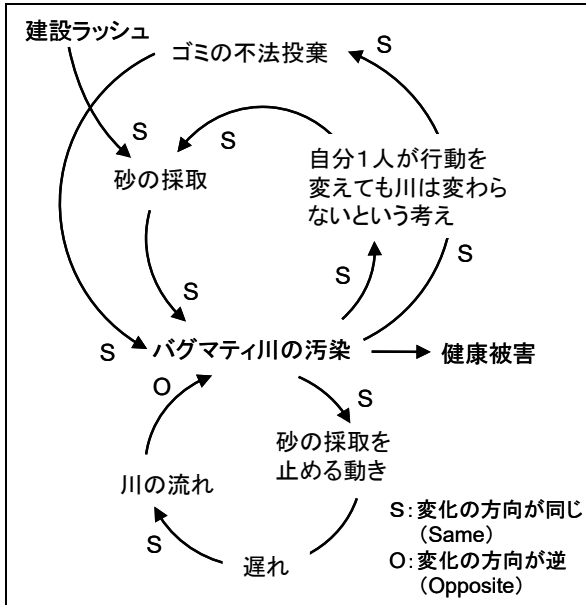 建設ラッシュ
ゴミの不法投棄
S
S
S
砂の採取
自分1人が行動を
変えても川は変わら
ないという考え
S
S
S
S
バグマティ川の汚染
健康被害
O
S
砂の採取を
止める動き
川の流れ
S
遅れ
S:変化の方向が同じ
(Same)
O:変化の方向が逆
(Opposite)